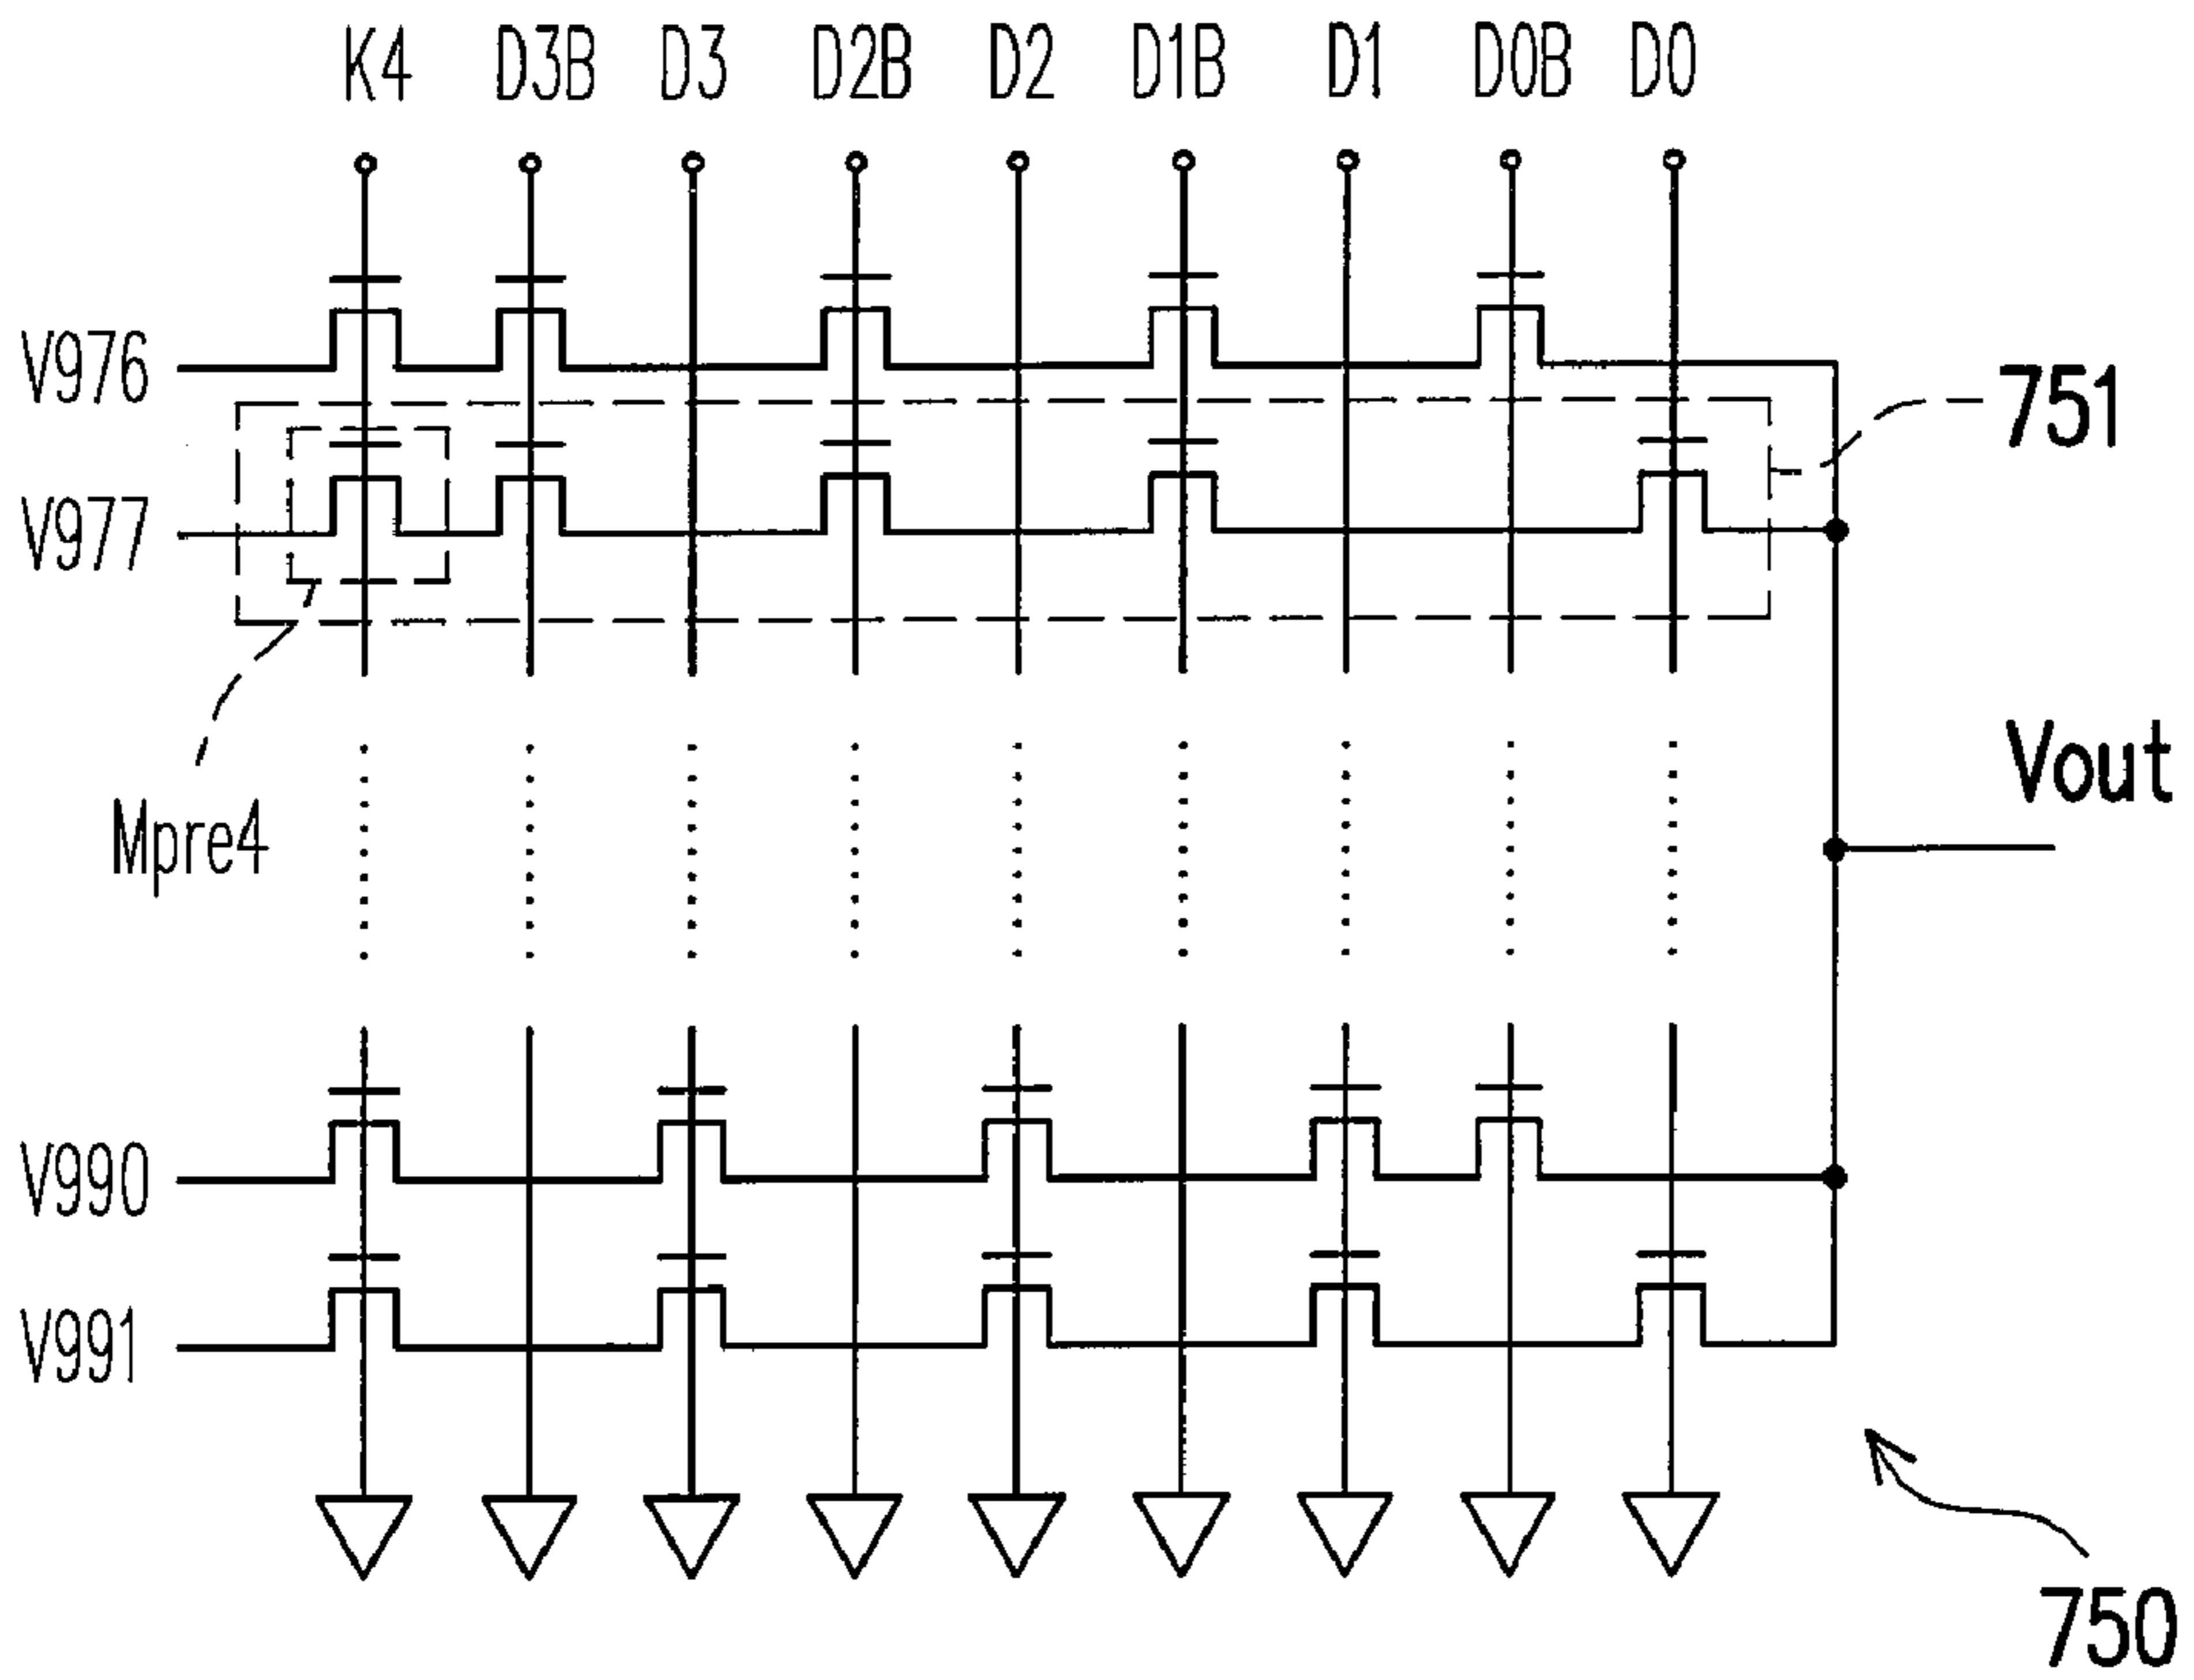 K4 D3B D3 D2B D2 D1B D1 D0B D0
V976
751
V977
Vout
Mpre4
V990
V991
750